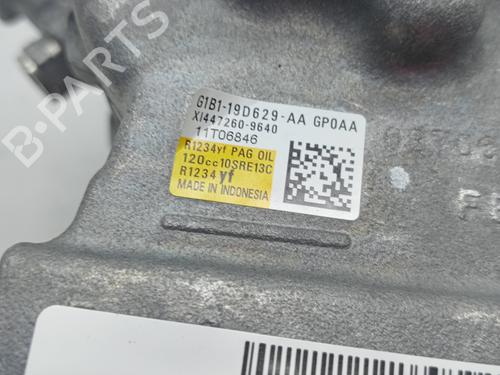 G1B1-19D629-AA GP0AA
XI447260-9640
11T06846
R1234yf PAG OIL
120cc10SRE13C
R1234yf
MADE IN INDONESIA
B-PARTS